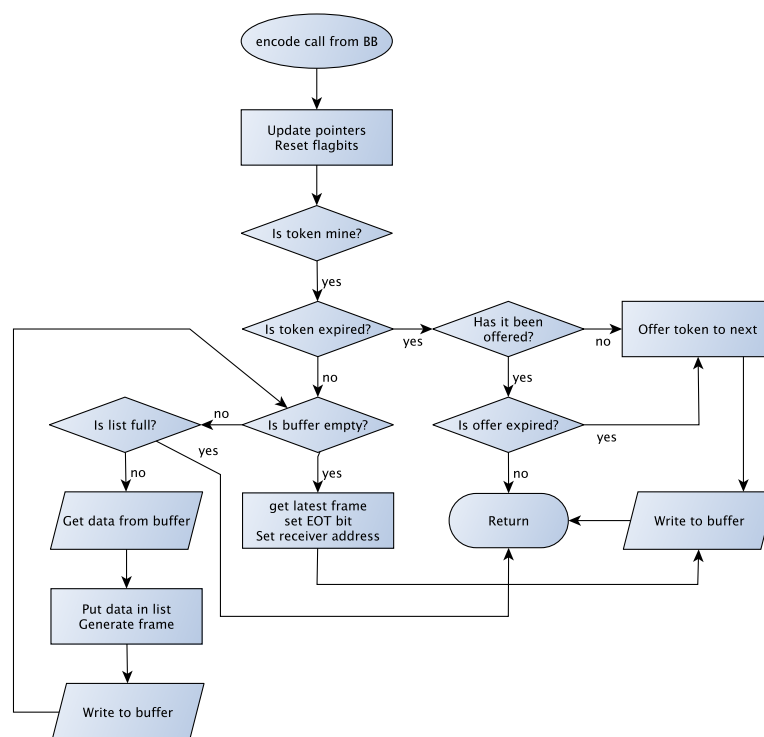 encode call from BB
Update pointers
Reset flagbits
Is token mine?
yes
Is token expired?
yes
Has it been
offered?
no
Offer token to next
no
yes
Is list full?
no
Is buffer empty?
Is offer expired?
yes
yes
no
yes
no
Get data from buffer
get latest frame
set EOT bit
Set receiver address
Return
Write to buffer
Put data in list
Generate frame
Write to buffer